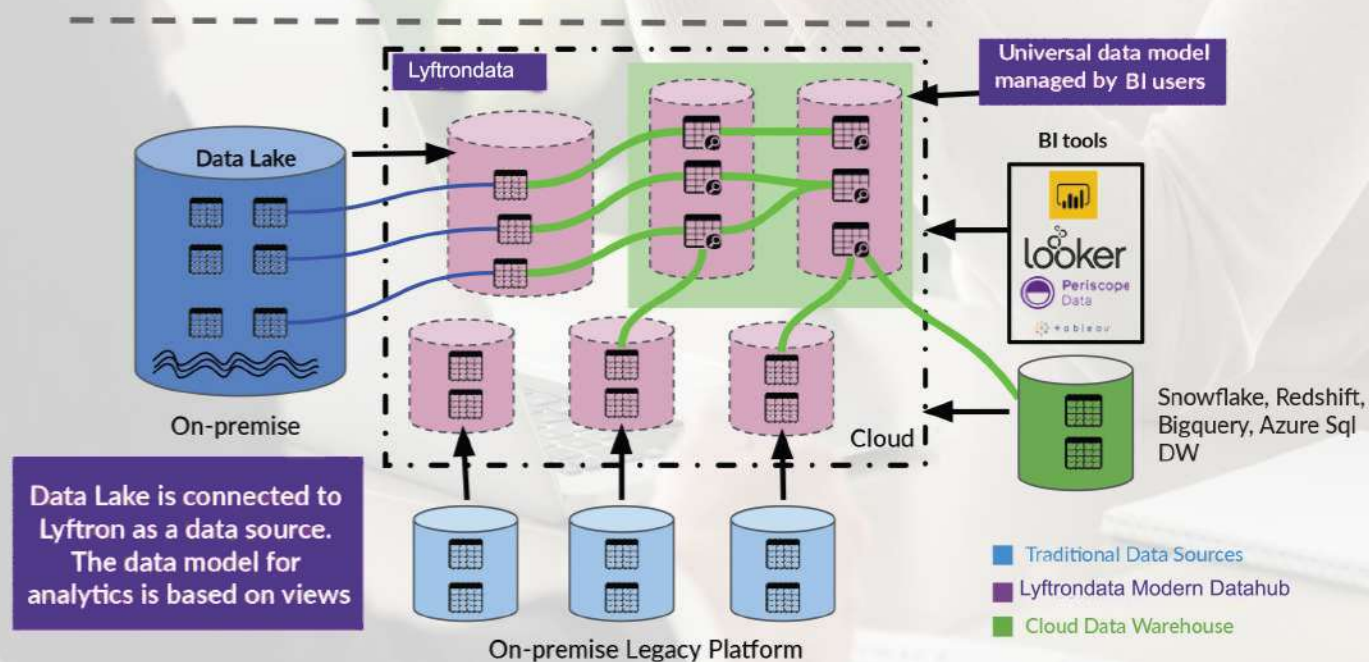 Lyftrondata
Universal data model
managed by BI users
Data Lake
BI tools
looker
Periscope
Data
+ableau
On-premise
Cloud
Snowflake, Redshift,
Bigquery, Azure Sql
DW
Data Lake is connected to
Lyftron as a data source.
The data model for
analytics is based on views
On-premise Legacy Platform
Traditional Data Sources
Lyftrondata Modern Datahub
Cloud Data Warehouse